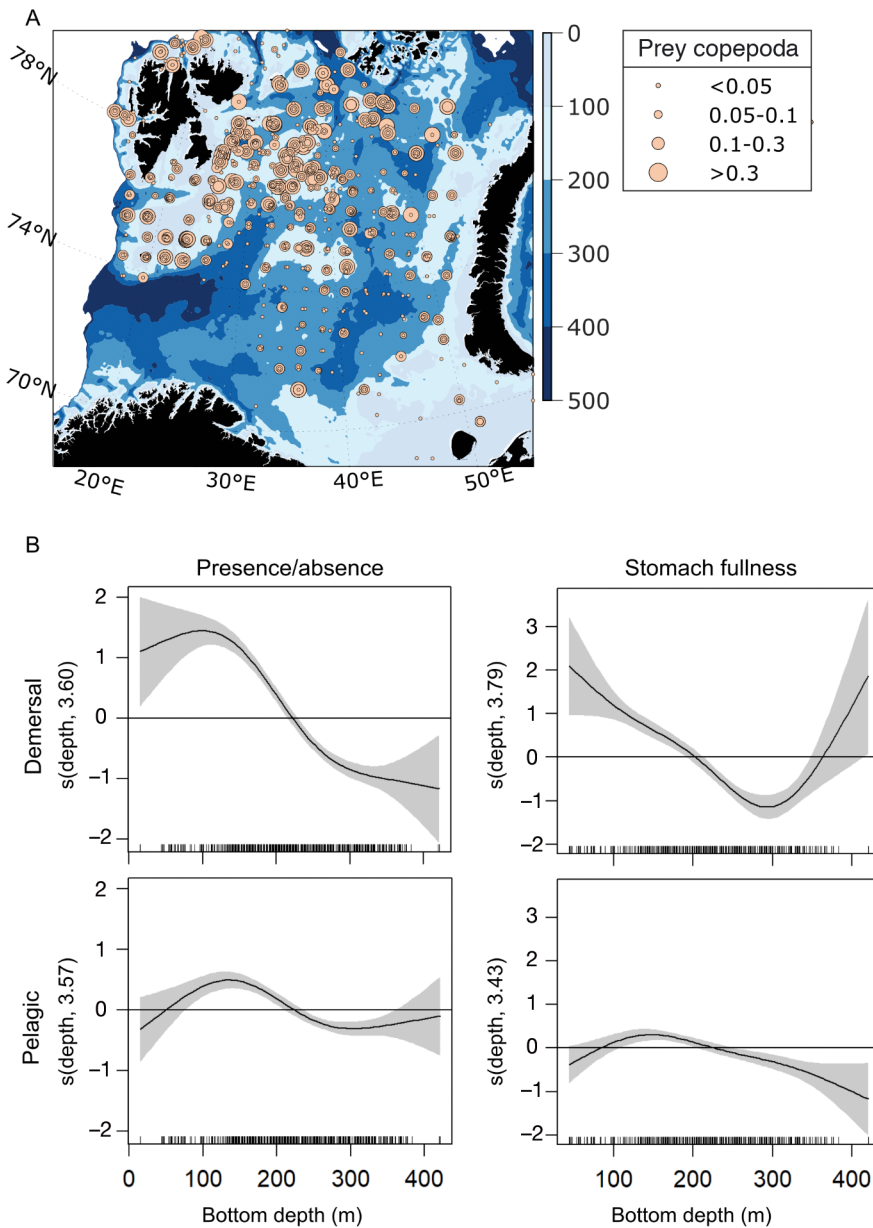 A
78°N
74°N
70°N
20°E
30°E
40°E
50°E
0
100
200
300
400
500
Prey copepoda
<0.05
0.05-0.1
0.1-0.3
>0.3
B
Presence/absence
Stomach fullness
Demersal
s(depth, 3.60)
2
1
0
−1
−2
s(depth, 3.79)
3
2
1
0
−1
−2
Pelagic
s(depth, 3.57)
2
1
0
−1
−2
s(depth, 3.43)
3
2
1
0
−1
−2
0 100 200 300 400
100 200 300 400
Bottom depth (m)
Bottom depth (m)